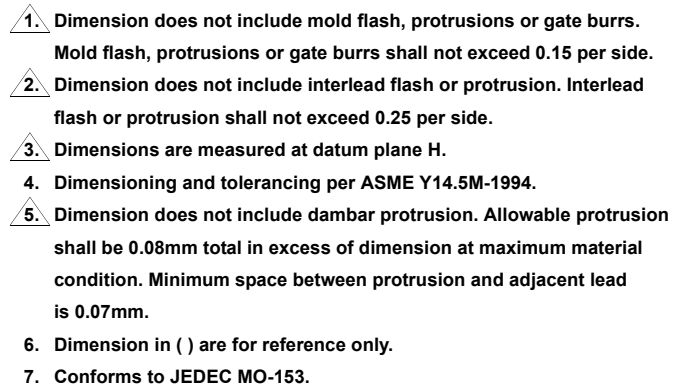 1. Dimension does not include mold flash, protrusions or gate burrs.
Mold flash, protrusions or gate burrs shall not exceed 0.15 per side.
2. Dimension does not include interlead flash or protrusion. Interlead
flash or protrusion shall not exceed 0.25 per side.
3. Dimensions are measured at datum plane H.
4. Dimensioning and tolerancing per ASME Y14.5M-1994.
5. Dimension does not include dambar protrusion. Allowable protrusion
shall be 0.08mm total in excess of dimension at maximum material
condition. Minimum space between protrusion and adjacent lead
is 0.07mm.
6. Dimension in ( ) are for reference only.
7. Conforms to JEDEC MO-153.